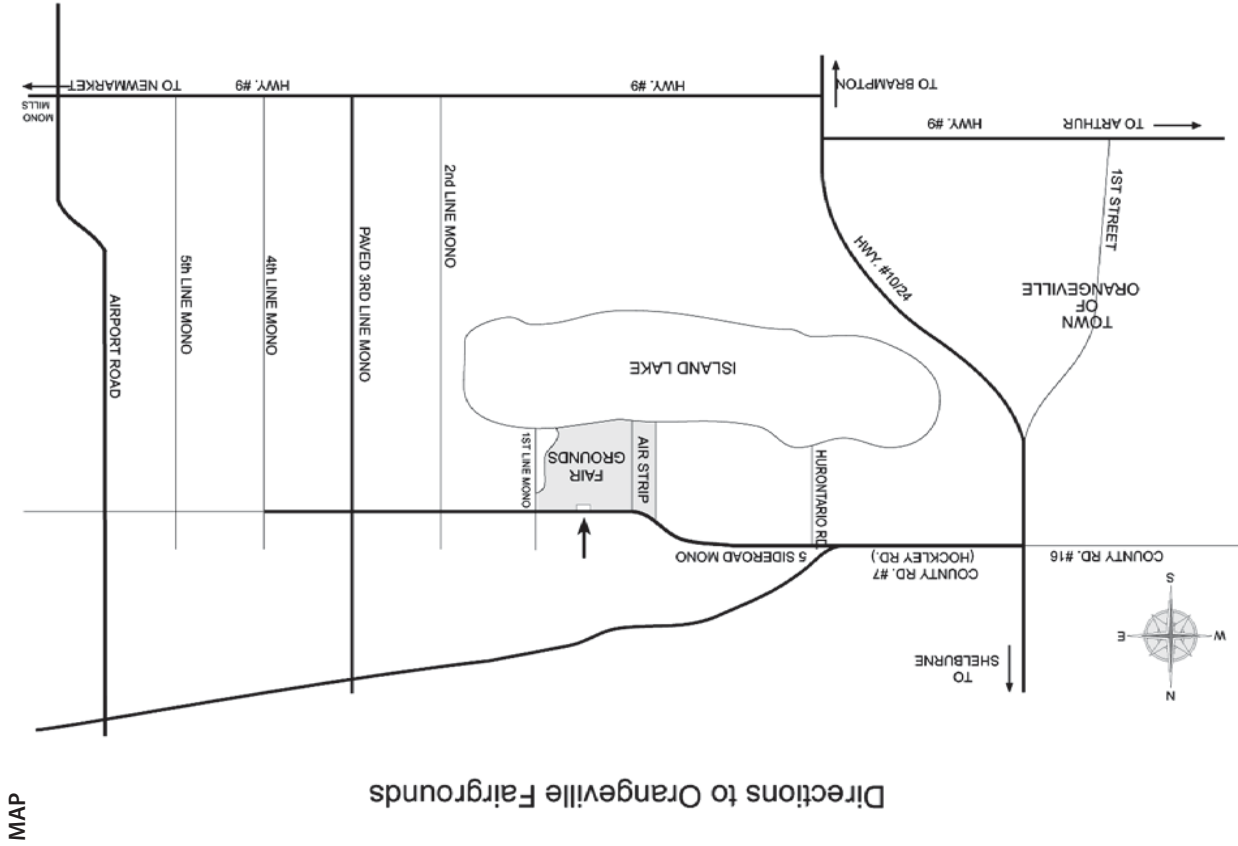 MAP
Directions to Orangeville Fairgrounds
N
W
E
S
TO
SHELBURNE
COUNTY RD. #16
COUNTY RD. #7
(HOCKLEY RD.)
5 SIDEROAD MONO
HURONTARIO RD
AIR STRIP
FAIR
GROUNDS
1ST LINE MONO
ISLAND LAKE
2nd LINE MONO
PAVED 3RD LINE MONO
4th LINE MONO
5th LINE MONO
AIRPORT ROAD
TOWN
OF
ORANGEVILLE
1ST STREET
HWY. #10/24
TO ARTHUR
HWY. #9
TO BRAMPTON
HWY. #9
HWY. #9
TO NEWMARKET
MONO
MILLS